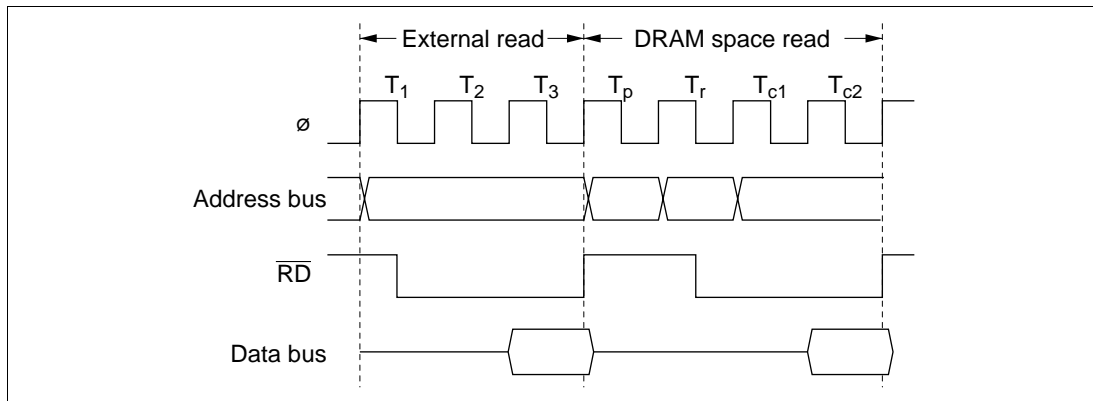 External read DRAM space read
T1 T2 T3 Tp Tr Tc1 Tc2
ø
Address bus
RD
Data bus